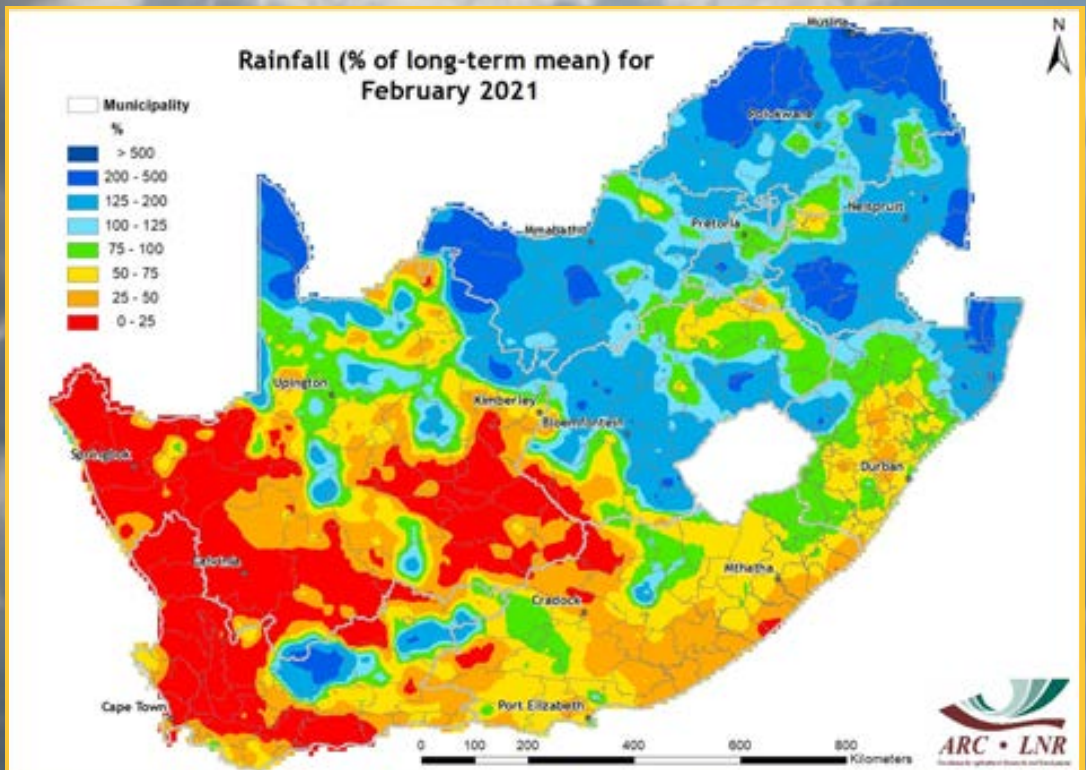 Rainfall (% of long-term mean) for
February 2021
N
Municipality
%
> 500
200 - 500
125 - 200
100 - 125
75 - 100
50 - 75
25 - 50
0 - 25
Musina
Polokwane
Nelspruit
Pretoria
Mmabatho
Upington
Kimberley
Bloemfontein
Springbok
Durban
Calvinia
Mthatha
Cradock
Cape Town
Port Elizabeth
0 100 200 400 600 800
Kilometers
ARC • LNR